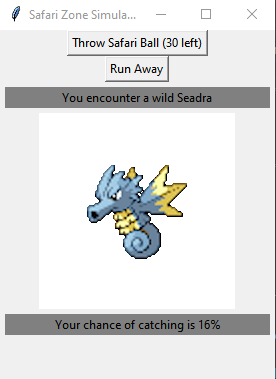 Safari Zone Simula...
Throw Safari Ball (30 left)
Run Away
You encounter a wild Seadra
Your chance of catching is 16%